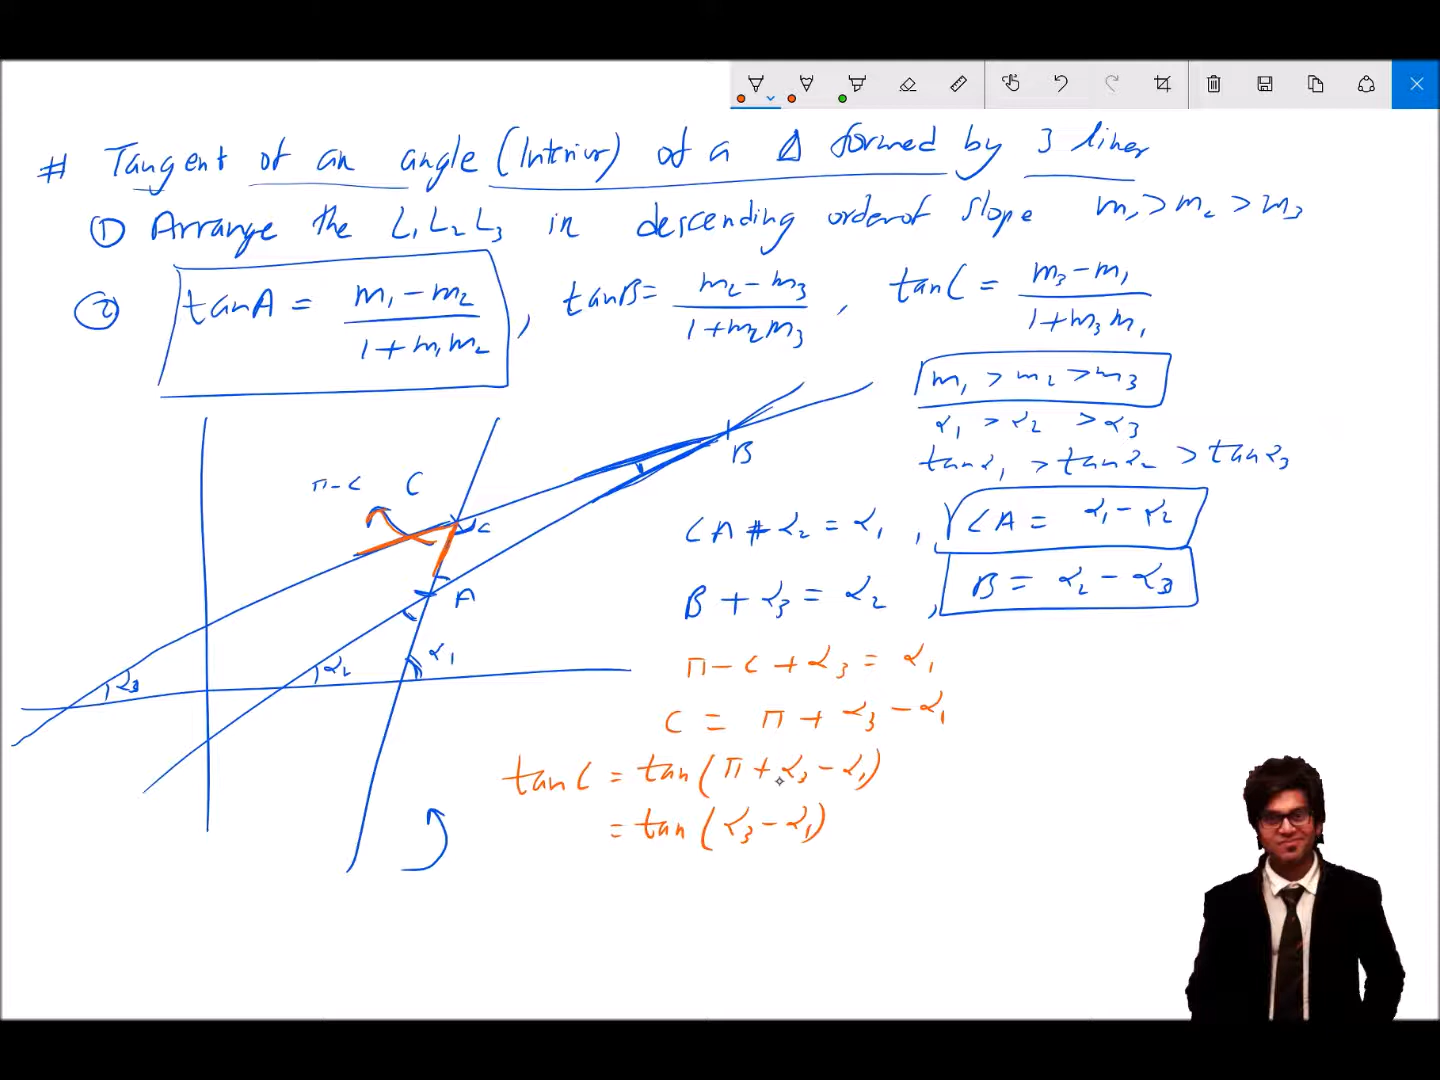 # Tangent of an angle (Interior) of a Δ formed by 3 lines
① Arrange the L₁ L₂ L₃ in descending order of slope m₁ > m₂ > m₃
② tanA = (m₁ - m₂)/(1 + m₁m₂) , tanB = (m₂ - m₃)/(1 + m₂m₃) , tanC = (m₃ - m₁)/(1 + m₃m₁)
m₁ > m₂ > m₃
α₁ > α₂ > α₃
tanα₁ > tanα₂ > tanα₃
π-C C
B
C
A
α₁
α₂
α₃
∠A + α₂ = α₁ , ∠A = α₁ - α₂
B + α₃ = α₂ , B = α₂ - α₃
π - C + α₃ = α₁
C = π + α₃ - α₁
tanC = tan(π + α₃ - α₁)
= tan(α₃ - α₁)